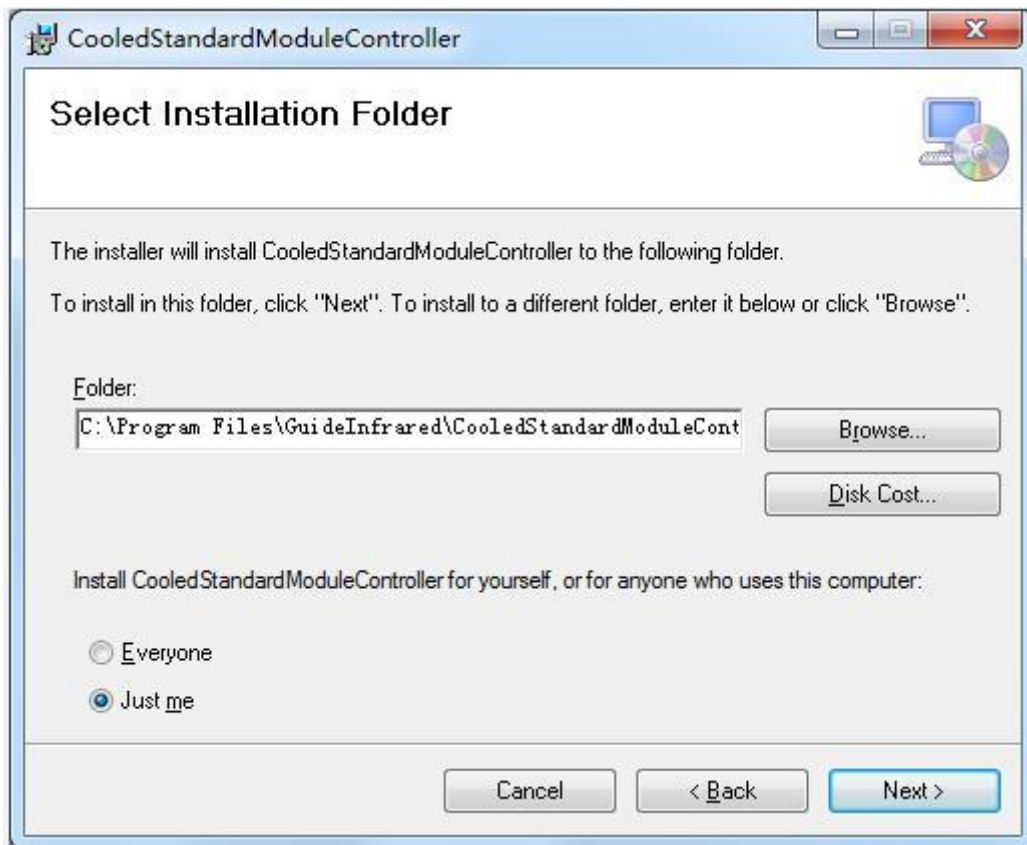 CooledStandardModuleController
Select Installation Folder
The installer will install CooledStandardModuleController to the following folder.
To install in this folder, click "Next". To install to a different folder, enter it below or click "Browse".
Folder:
C:\Program Files\GuideInfrared\CooledStandardModuleCont
Browse...
Disk Cost...
Install CooledStandardModuleController for yourself, or for anyone who uses this computer:
Everyone
Just me
Cancel
< Back
Next >